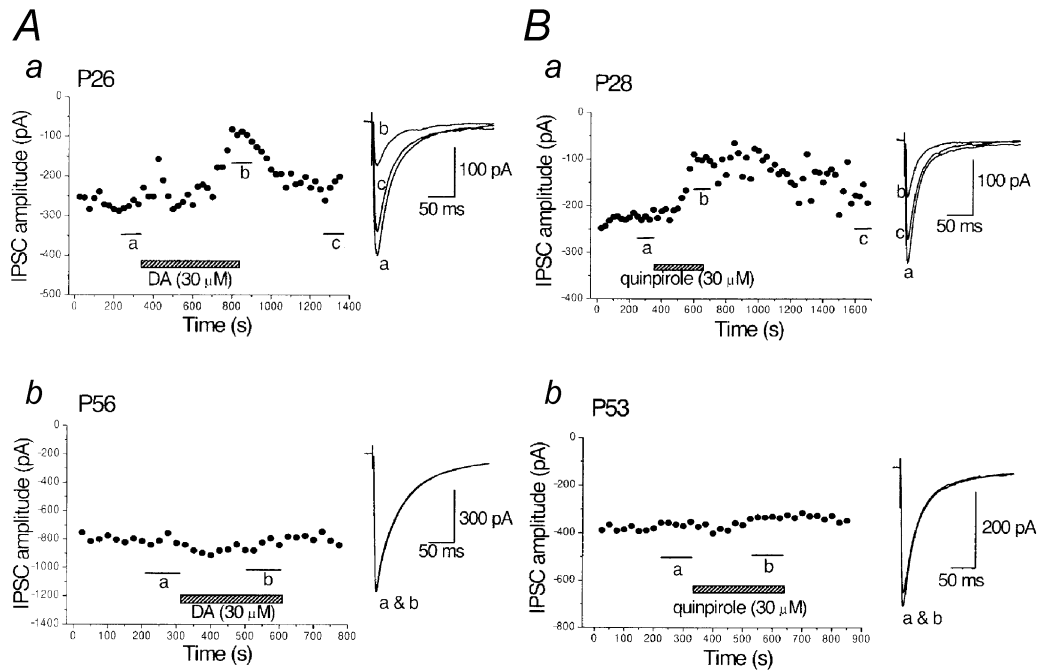 A
B
a
P26
IPSC amplitude (pA)
0
-100
-200
-300
-400
-500
a
b
c
DA (30 μM)
0 200 400 600 800 1000 1200 1400
Time (s)
b
c
a
100 pA
50 ms
a
P28
IPSC amplitude (pA)
0
-100
-200
-300
-400
a
b
c
quinpirole (30 μM)
0 200 400 600 800 1000 1200 1400 1600
Time (s)
b
c
a
100 pA
50 ms
b
P56
IPSC amplitude (pA)
0
-200
-400
-600
-800
-1000
-1200
-1400
a
b
DA (30 μM)
0 100 200 300 400 500 600 700 800
Time (s)
300 pA
50 ms
a & b
b
P53
IPSC amplitude (pA)
0
-200
-400
-600
-800
a
b
quinpirole (30 μM)
0 100 200 300 400 500 600 700 800 900
Time (s)
200 pA
50 ms
a & b